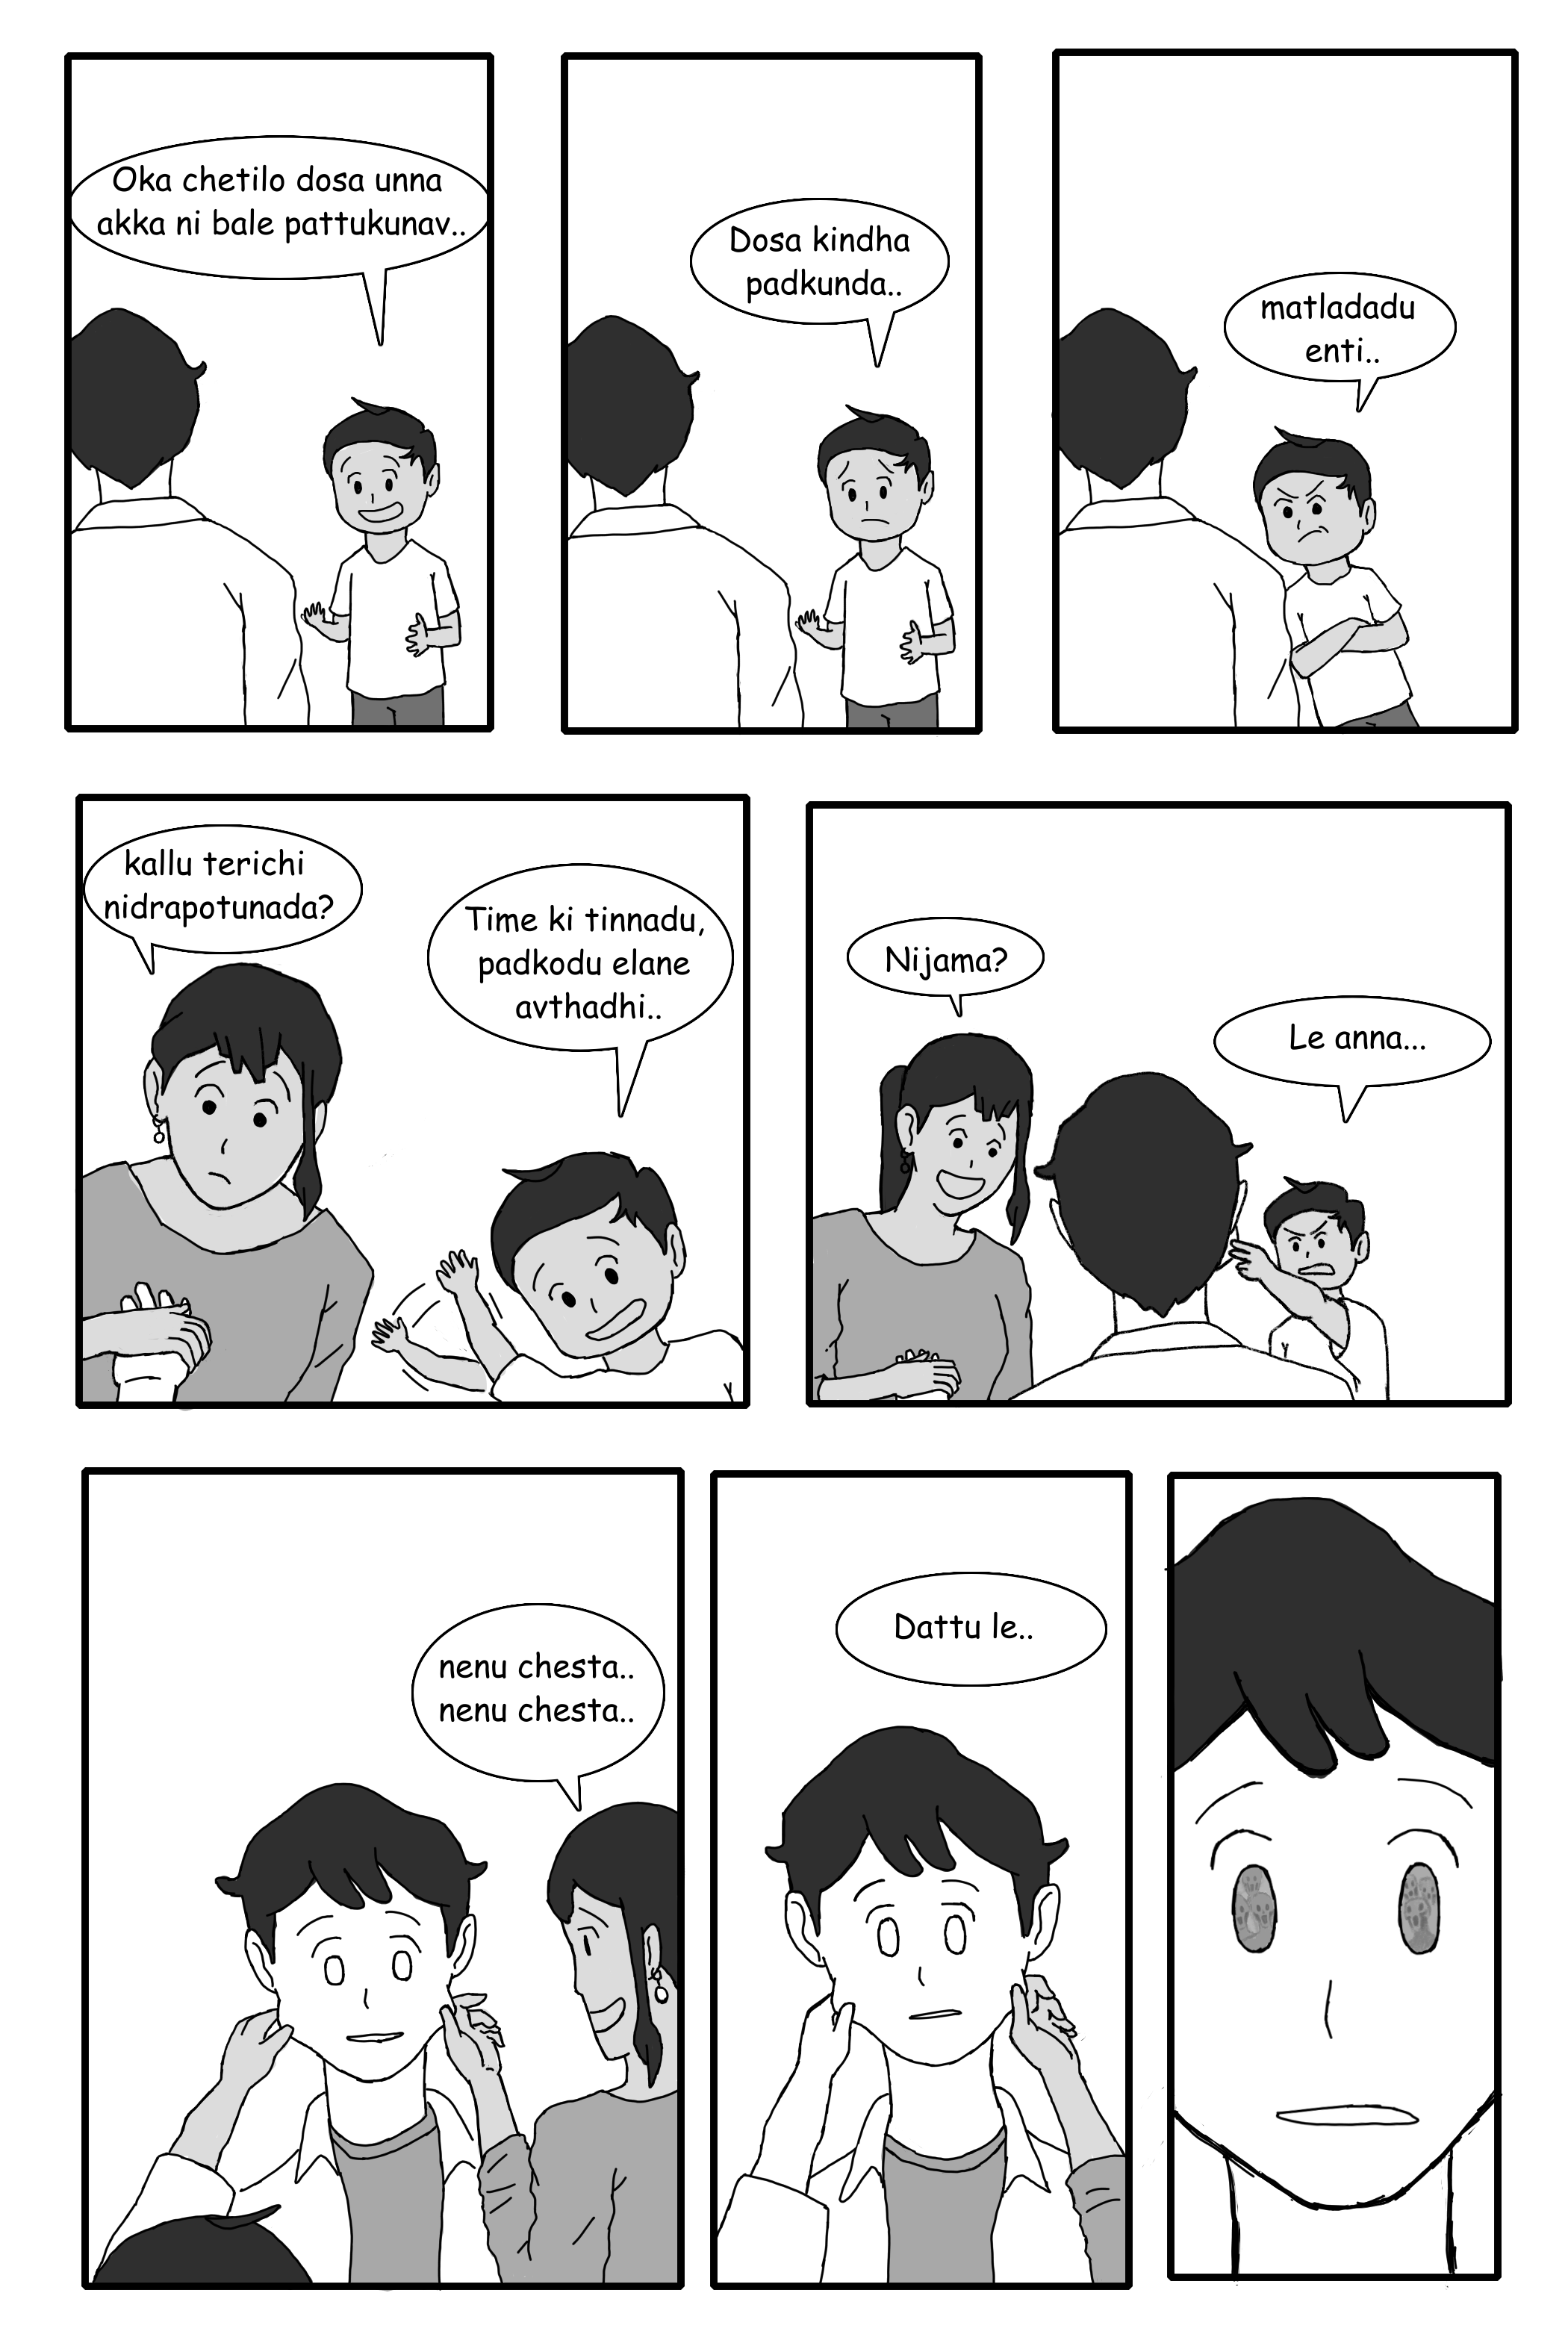 Oka chetilo dosa unna
akka ni bale pattukunav..
Dosa kindha
padkunda..
matladadu
enti..
kallu terichi
nidrapotunada?
Time ki tinnadu,
padkodu elane
avthadhi..
Nijama?
Le anna...
nenu chesta..
nenu chesta..
Dattu le..